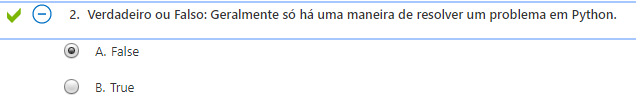 2. Verdadeiro ou Falso: Geralmente só há uma maneira de resolver um problema em Python.
A. False
B. True